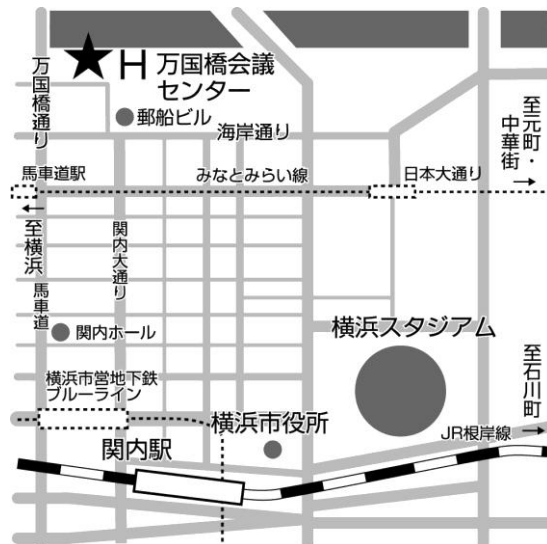 H 万国橋会議
センター
万国橋通り
郵船ビル
海岸通り
至元町・
中華街
馬車道駅
みなとみらい線
日本大通り
至横浜
馬車道
関内大通り
関内ホール
横浜スタジアム
至石川町
横浜市営地下鉄
ブルーライン
横浜市役所
JR根岸線
関内駅